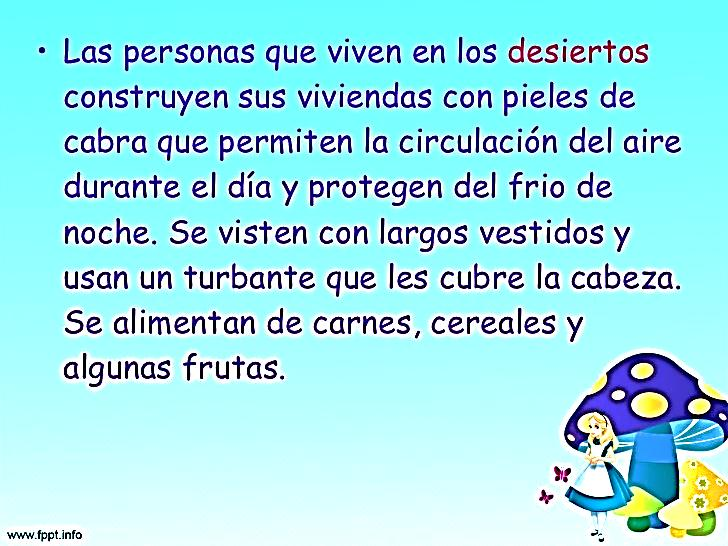 • Las personas que viven en los desiertos
construyen sus viviendas con pieles de
cabra que permiten la circulación del aire
durante el día y protegen del frio de
noche. Se visten con largos vestidos y
usan un turbante que les cubre la cabeza.
Se alimentan de carnes, cereales y
algunas frutas.
www.fppt.info